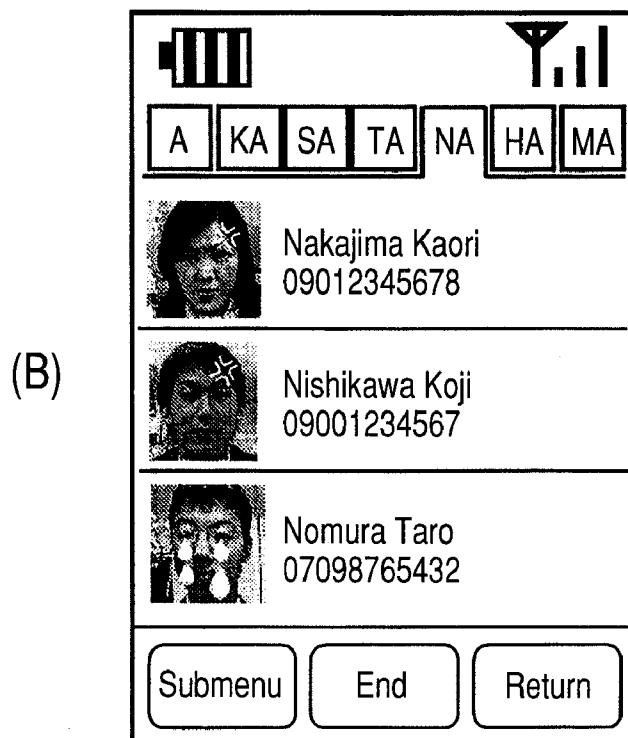 A KA SA TA NA HA MA
Nakajima Kaori
09012345678
(B)
Nishikawa Koji
09001234567
Nomura Taro
07098765432
Submenu End Return